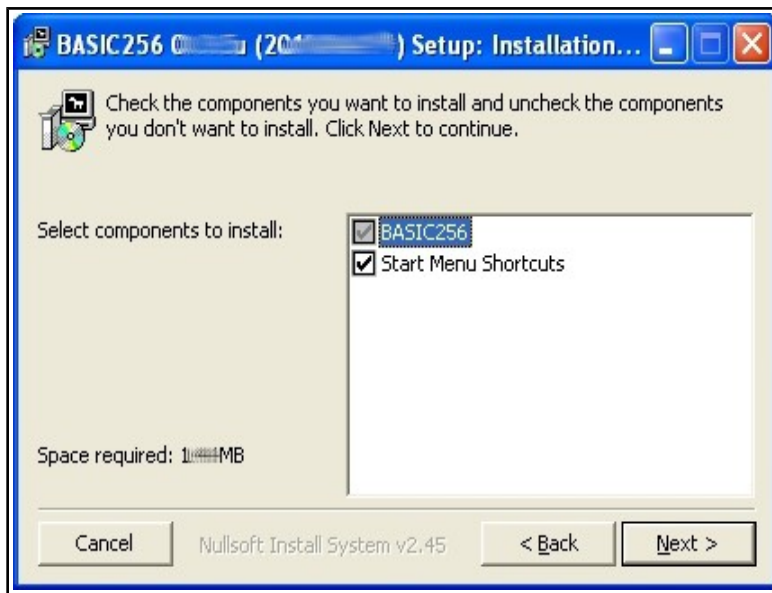 BASIC256 (20 ) Setup: Installation...
Check the components you want to install and uncheck the components
you don't want to install. Click Next to continue.
Select components to install:
BASIC256
Start Menu Shortcuts
Space required: MB
Cancel
Nullsoft Install System v2.45
< Back
Next >